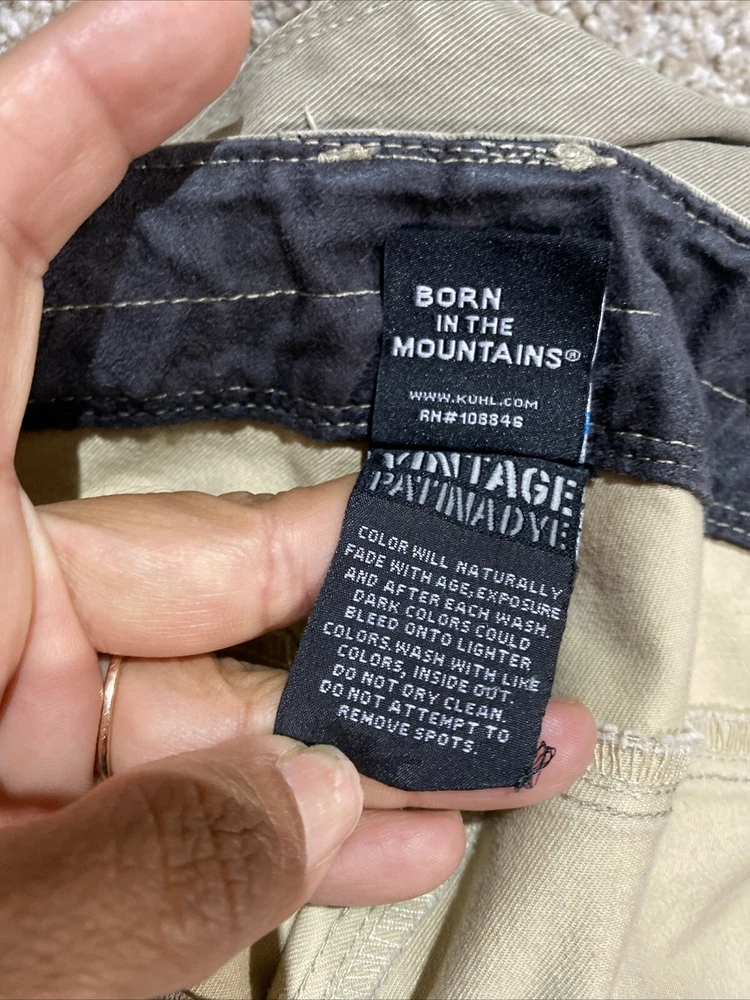 BORN
IN THE
MOUNTAINS®
WWW.KUHL.COM
RN#108846
VINTAGE
PATINADYE
COLOR WILL NATURALLY
FADE WITH AGE, EXPOSURE
AND AFTER EACH WASH.
DARK COLORS COULD
BLEED ONTO LIGHTER
COLORS. WASH WITH LIKE
COLORS, INSIDE OUT.
DO NOT DRY CLEAN.
DO NOT ATTEMPT TO
REMOVE SPOTS.